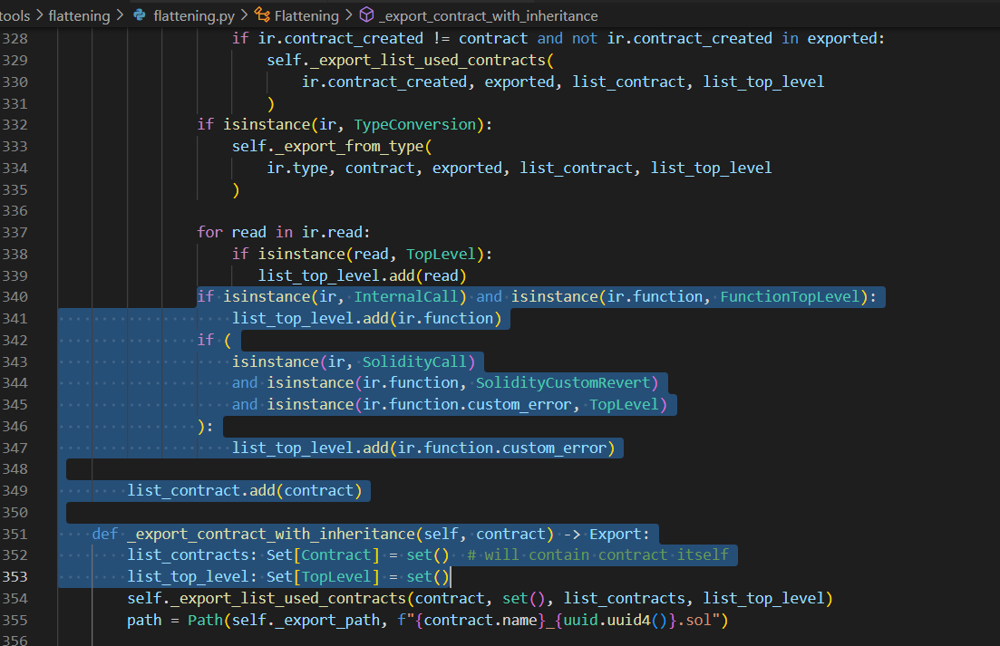 tools > flattening > flattening.py > Flattening > _export_contract_with_inheritance
328 if ir.contract_created != contract and not ir.contract_created in exported:
329 self._export_list_used_contracts(
330 ir.contract_created, exported, list_contract, list_top_level
331 )
332 if isinstance(ir, TypeConversion):
333 self._export_from_type(
334 ir.type, contract, exported, list_contract, list_top_level
335 )
336
337 for read in ir.read:
338 if isinstance(read, TopLevel):
339 list_top_level.add(read)
340 if isinstance(ir, InternalCall) and isinstance(ir.function, FunctionTopLevel):
341 list_top_level.add(ir.function)
342 if (
343 isinstance(ir, SolidityCall)
344 and isinstance(ir.function, SolidityCustomRevert)
345 and isinstance(ir.function.custom_error, TopLevel)
346 ):
347 list_top_level.add(ir.function.custom_error)
348
349 list_contract.add(contract)
350
351 def _export_contract_with_inheritance(self, contract) -> Export:
352 list_contracts: Set[Contract] = set() # will contain contract itself
353 list_top_level: Set[TopLevel] = set()
354 self._export_list_used_contracts(contract, set(), list_contracts, list_top_level)
355 path = Path(self._export_path, f"{contract.name}_{uuid.uuid4()}.sol")
356